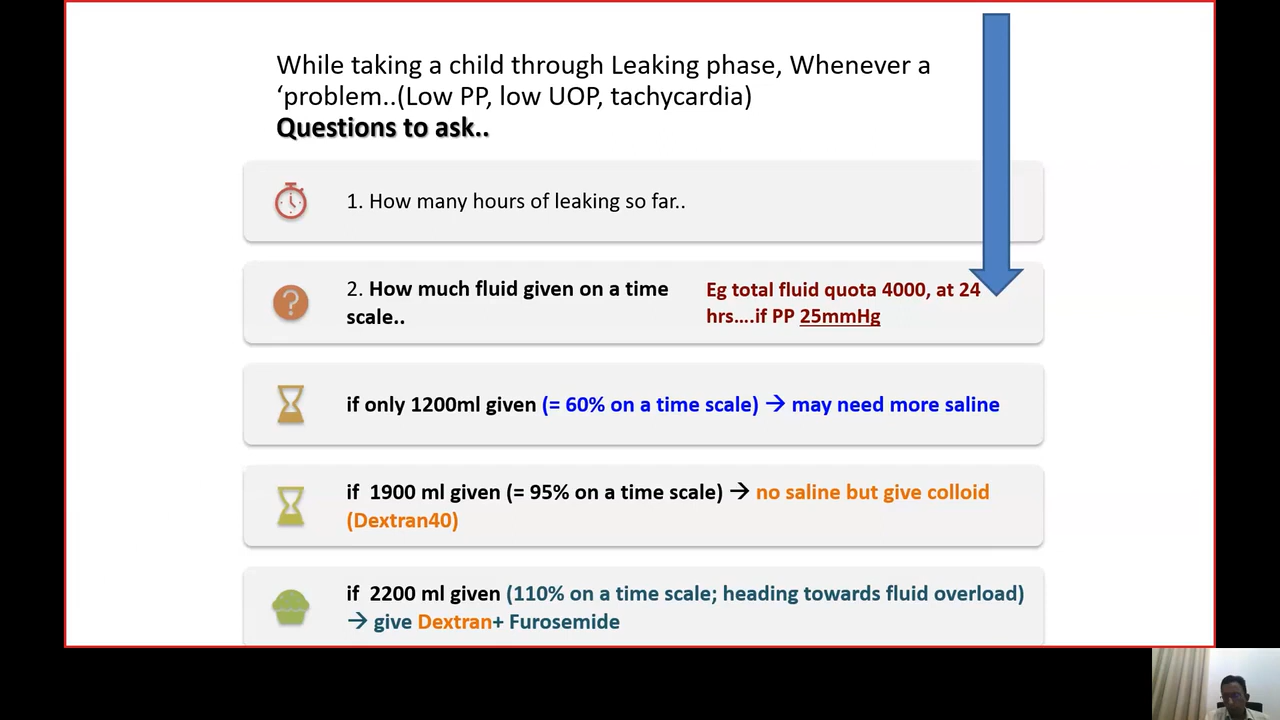 While taking a child through Leaking phase, Whenever a
‘problem..(Low PP, low UOP, tachycardia)
Questions to ask..
1. How many hours of leaking so far..
2. How much fluid given on a time
scale..
Eg total fluid quota 4000, at 24
hrs....if PP 25mmHg
if only 1200ml given (= 60% on a time scale) → may need more saline
if  1900 ml given (= 95% on a time scale) → no saline but give colloid
(Dextran40)
if  2200 ml given (110% on a time scale; heading towards fluid overload)
→ give Dextran+ Furosemide